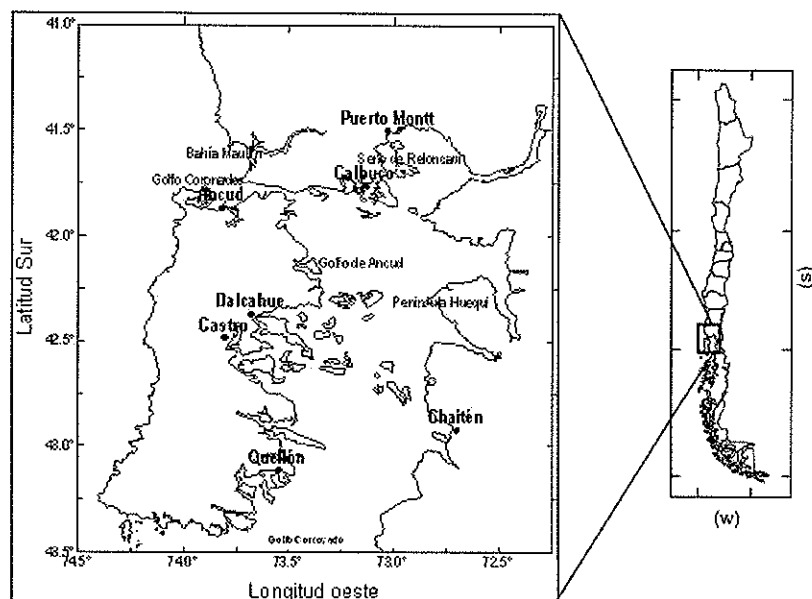 41.0°
Puerto Montt
41.5°
Bahía Maullín
Seno de Reloncaví
Calbuco
Golfo Coronados
Ancud
42.0°
Golfo de Ancud
Dalcahue
Península Huequi
Castro
42.5°
Chaitén
43.0°
Quellón
Golfo Corcovado
43.5°
74.5°
74.0°
73.5°
73.0°
72.5°
Latitud Sur
Longitud oeste
(s)
(w)